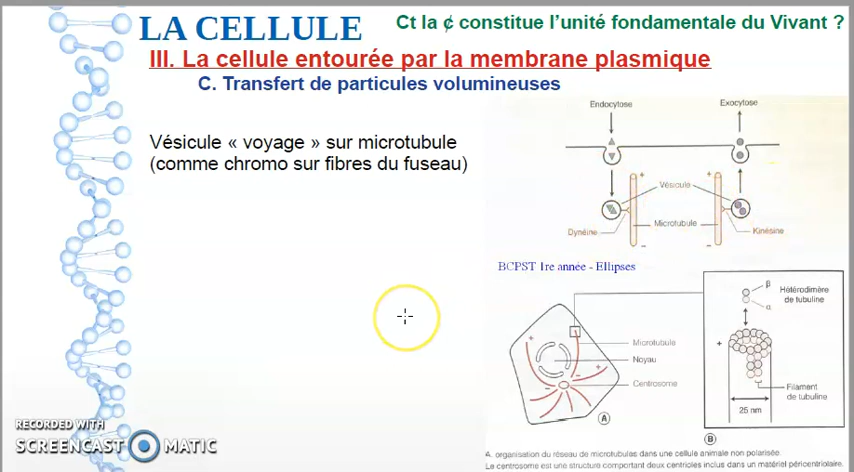 LA CELLULE
Ct la ¢ constitue l'unité fondamentale du Vivant ?
III. La cellule entourée par la membrane plasmique
C. Transfert de particules volumineuses
Vésicule « voyage » sur microtubule
(comme chromo sur fibres du fuseau)
Endocytose
Exocytose
+
+
Vésicule
Microtubule
Dynéine
Kinésine
–
–
BCPST 1re année - Ellipses
β
α
Hétérodimère
de tubuline
+
Microtubule
Noyau
Centrosome
+
+
–
–
A
Filament
de tubuline
25 nm
B
A. organisation du réseau de microtubules dans une cellule animale non polarisée.
Le centrosome est une structure comportant deux centrioles inclus dans un matériel péricentriolaire.
RECORDED WITH
SCREENCAST MATIC